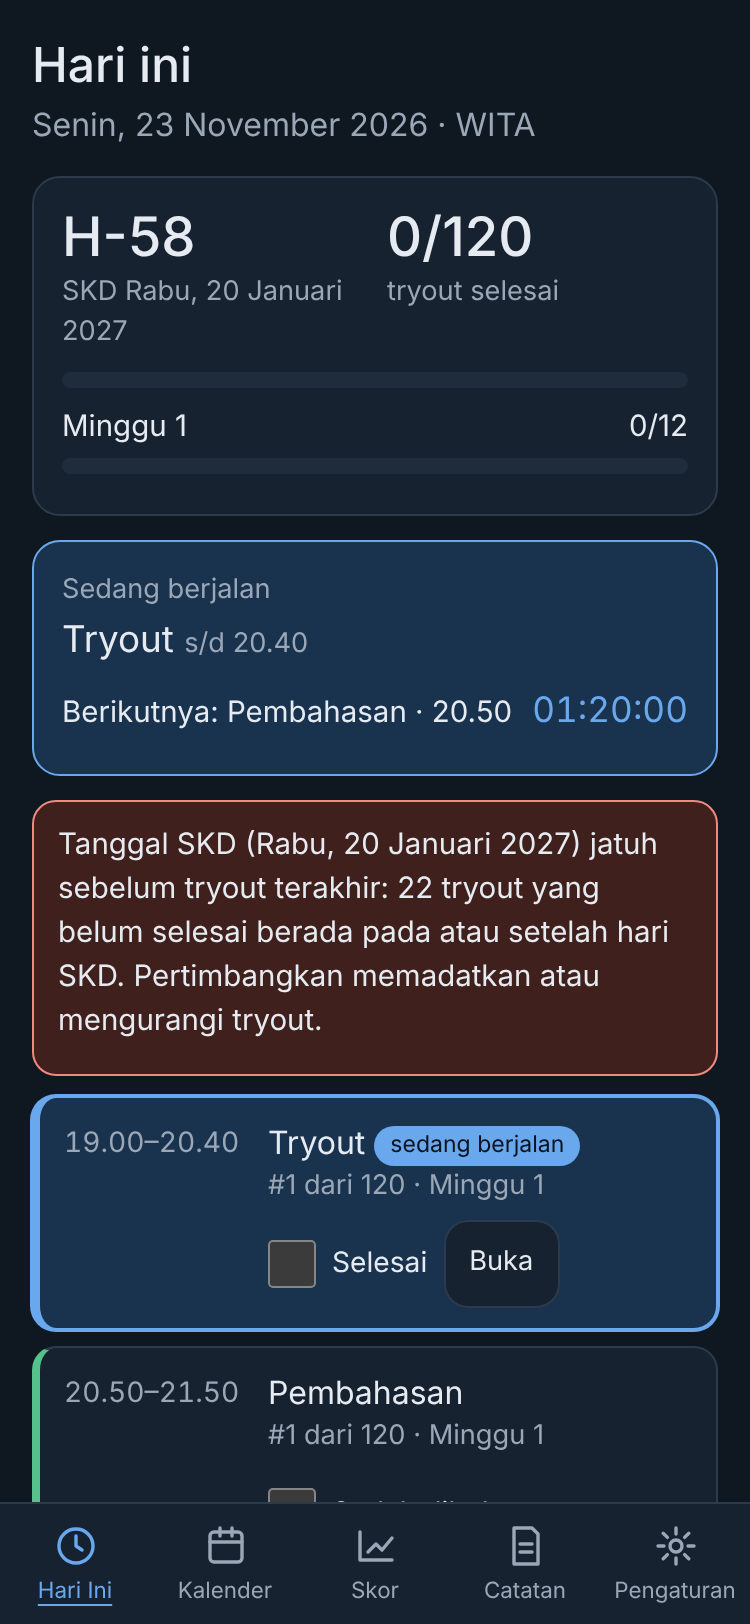 Hari ini
Senin, 23 November 2026 · WITA
H-58
SKD Rabu, 20 Januari
2027
0/120
tryout selesai
Minggu 1
0/12
Sedang berjalan
Tryout s/d 20.40
Berikutnya: Pembahasan · 20.50 01:20:00
Tanggal SKD (Rabu, 20 Januari 2027) jatuh
sebelum tryout terakhir: 22 tryout yang
belum selesai berada pada atau setelah hari
SKD. Pertimbangkan memadatkan atau
mengurangi tryout.
19.00–20.40
Tryout sedang berjalan
#1 dari 120 · Minggu 1
Selesai
Buka
20.50–21.50
Pembahasan
#1 dari 120 · Minggu 1
Hari Ini
Kalender
Skor
Catatan
Pengaturan